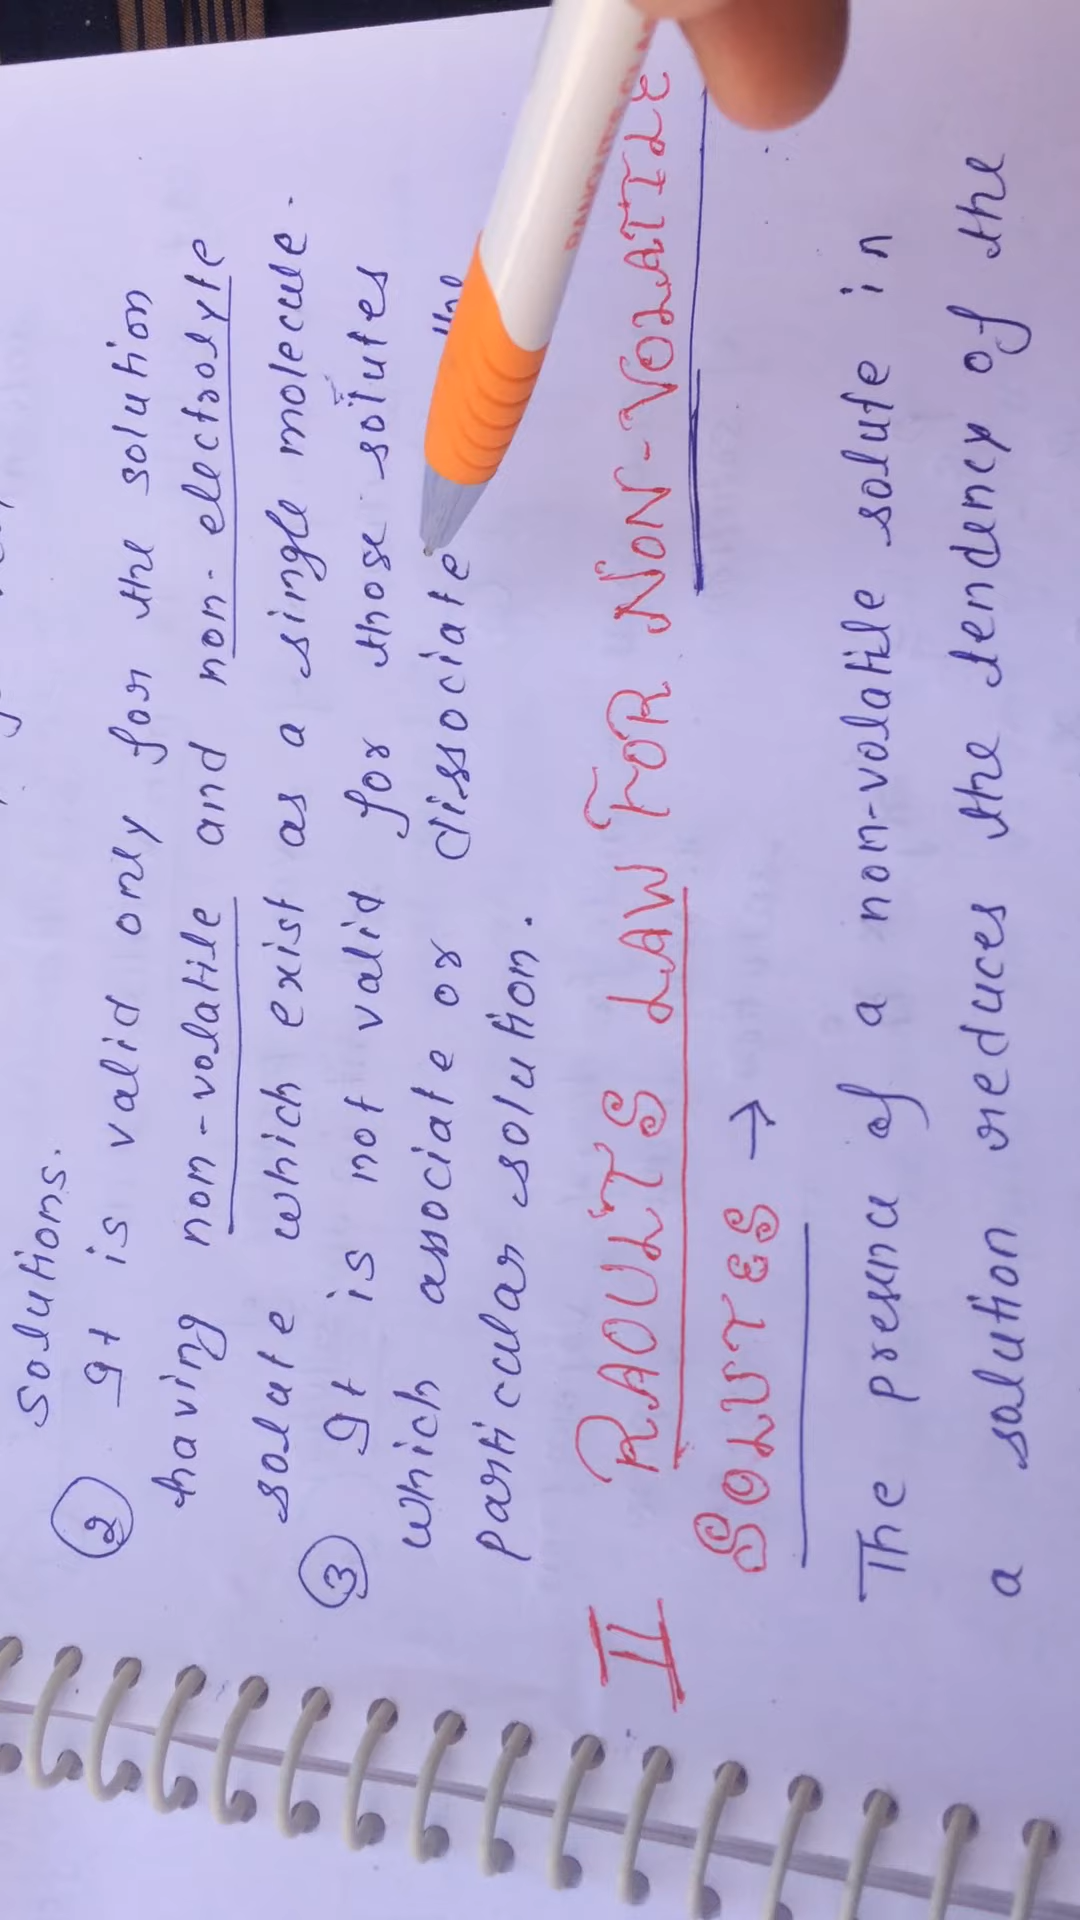 solutions.
② It is valid only for the solution
having non-volatile and non-electrolyte
solute which exist as a single molecule.
③ It is not valid for those solutes
which associate or dissociate the
particular solution.
II RAOULTS LAW FOR NON-VOLATILE
SOLUTES →
The presence of a non-volatile solute in
a solution reduces the tendency of the